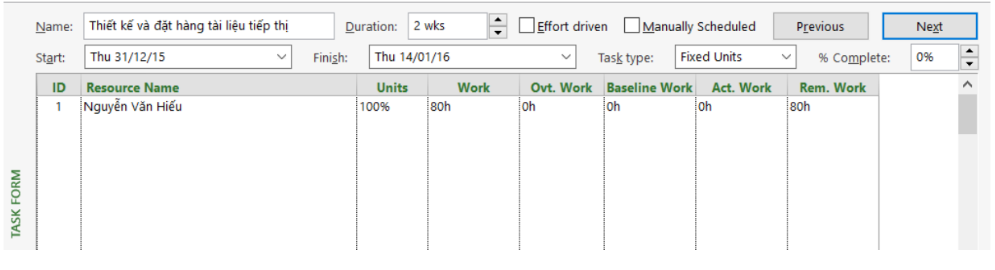 Name: Thiết kế và đặt hàng tài liệu tiếp thị Duration: 2 wks Effort driven Manually Scheduled Previous Next
Start: Thu 31/12/15 Finish: Thu 14/01/16 Task type: Fixed Units % Complete: 0%
ID Resource Name Units Work Ovt. Work Baseline Work Act. Work Rem. Work
1 Nguyễn Văn Hiếu 100% 80h 0h 0h 0h 80h
TASK FORM